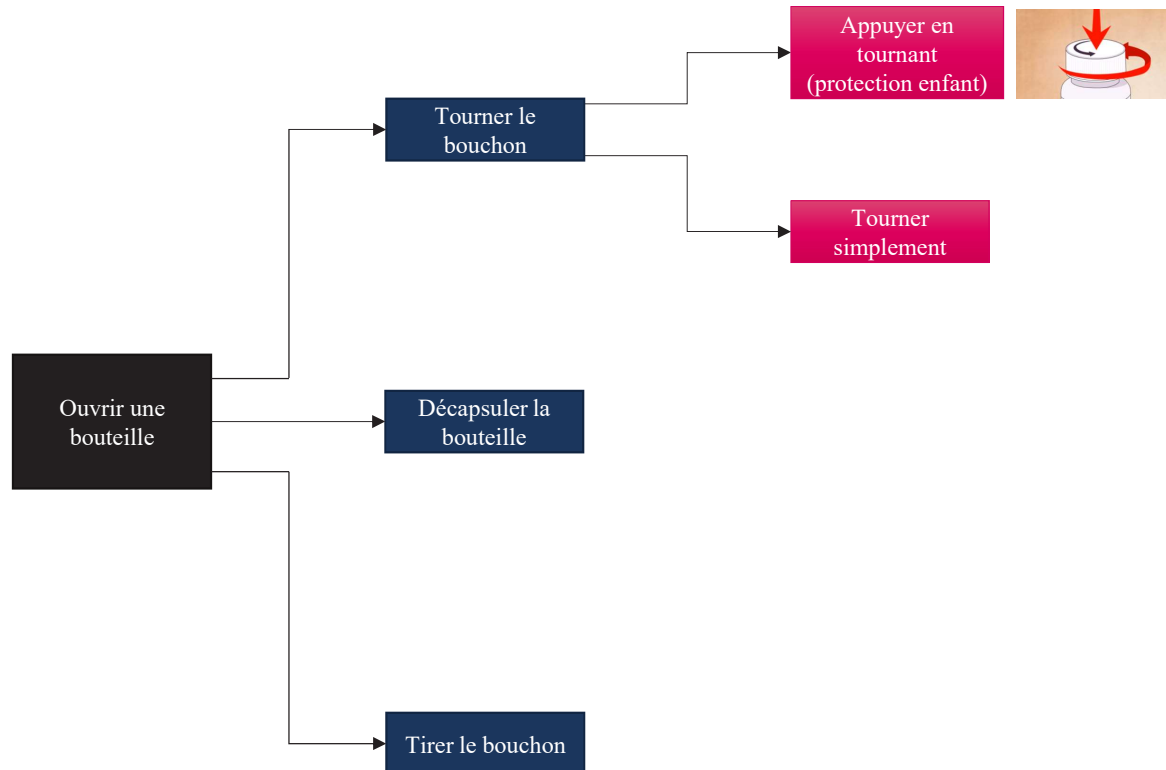 Appuyer en
tournant
(protection enfant)
Tourner le
bouchon
Tourner
simplement
Ouvrir une
bouteille
Décapsuler la
bouteille
Tirer le bouchon